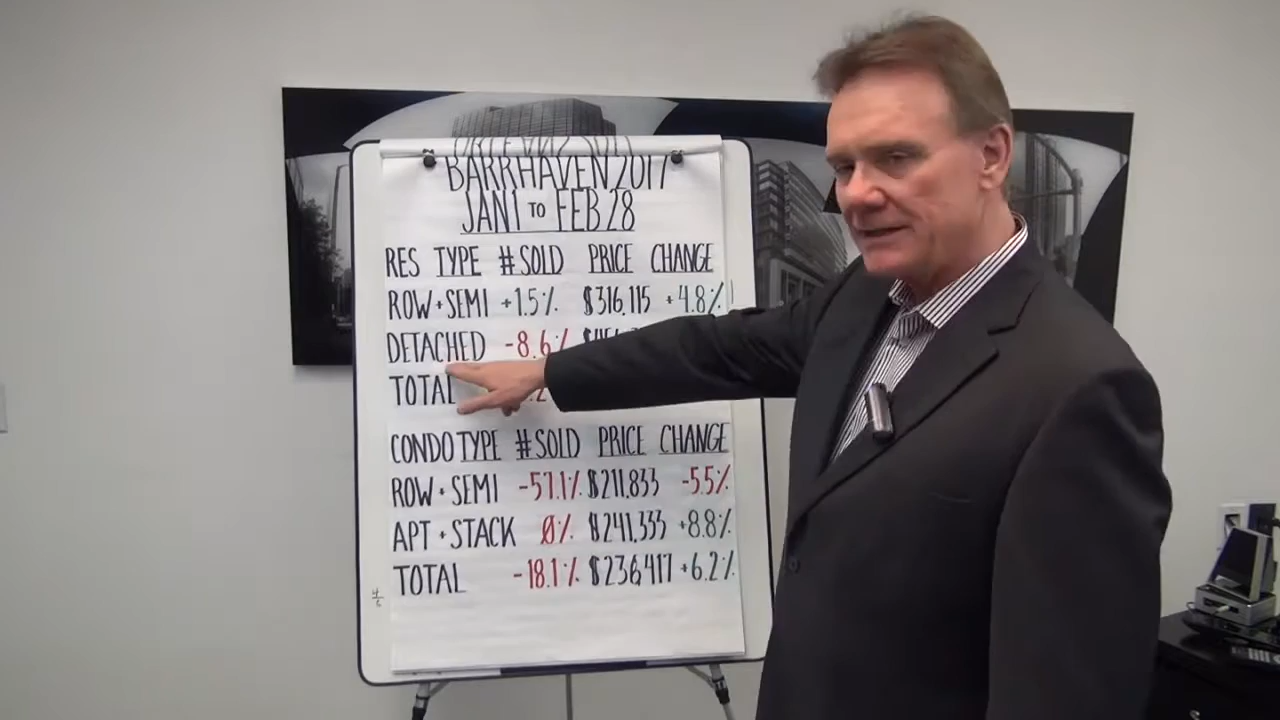 BARRHAVEN 2017
JAN 1 TO FEB 28
RES TYPE #SOLD PRICE CHANGE
ROW+SEMI +1.5% $316,115 +4.8%
DETACHED -8.6%
TOTAL
CONDO TYPE #SOLD PRICE CHANGE
ROW+SEMI -57.1% $211,833 -5.5%
APT+STACK 0% $241,333 +8.8%
TOTAL -18.1% $236,417 +6.2%